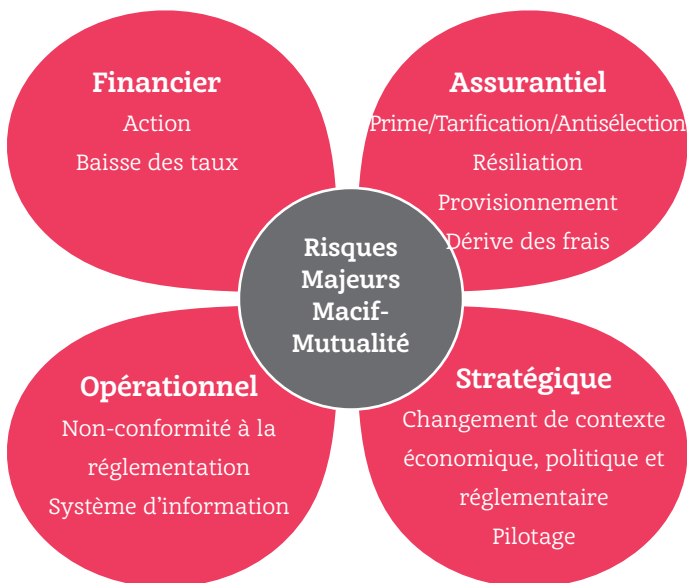 Financier
Action
Baisse des taux
Assurantiel
Prime/Tarification/Antisélection
Résiliation
Provisionnement
Dérive des frais
Risques
Majeurs
Macif-
Mutualité
Opérationnel
Non-conformité à la
réglementation
Système d’information
Stratégique
Changement de contexte
économique, politique et
réglementaire
Pilotage